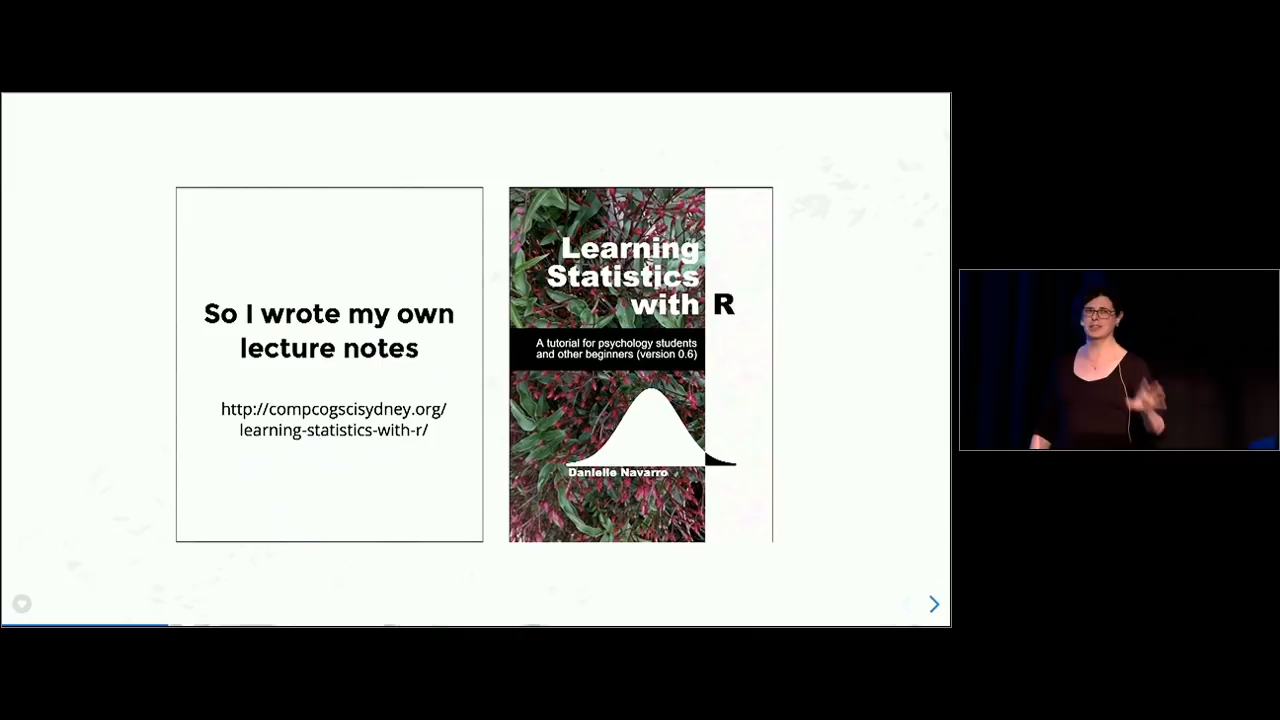 So I wrote my own
lecture notes
http://compcogscisydney.org/
learning-statistics-with-r/
Learning
Statistics
with R
A tutorial for psychology students
and other beginners (version 0.6)
Danielle Navarro